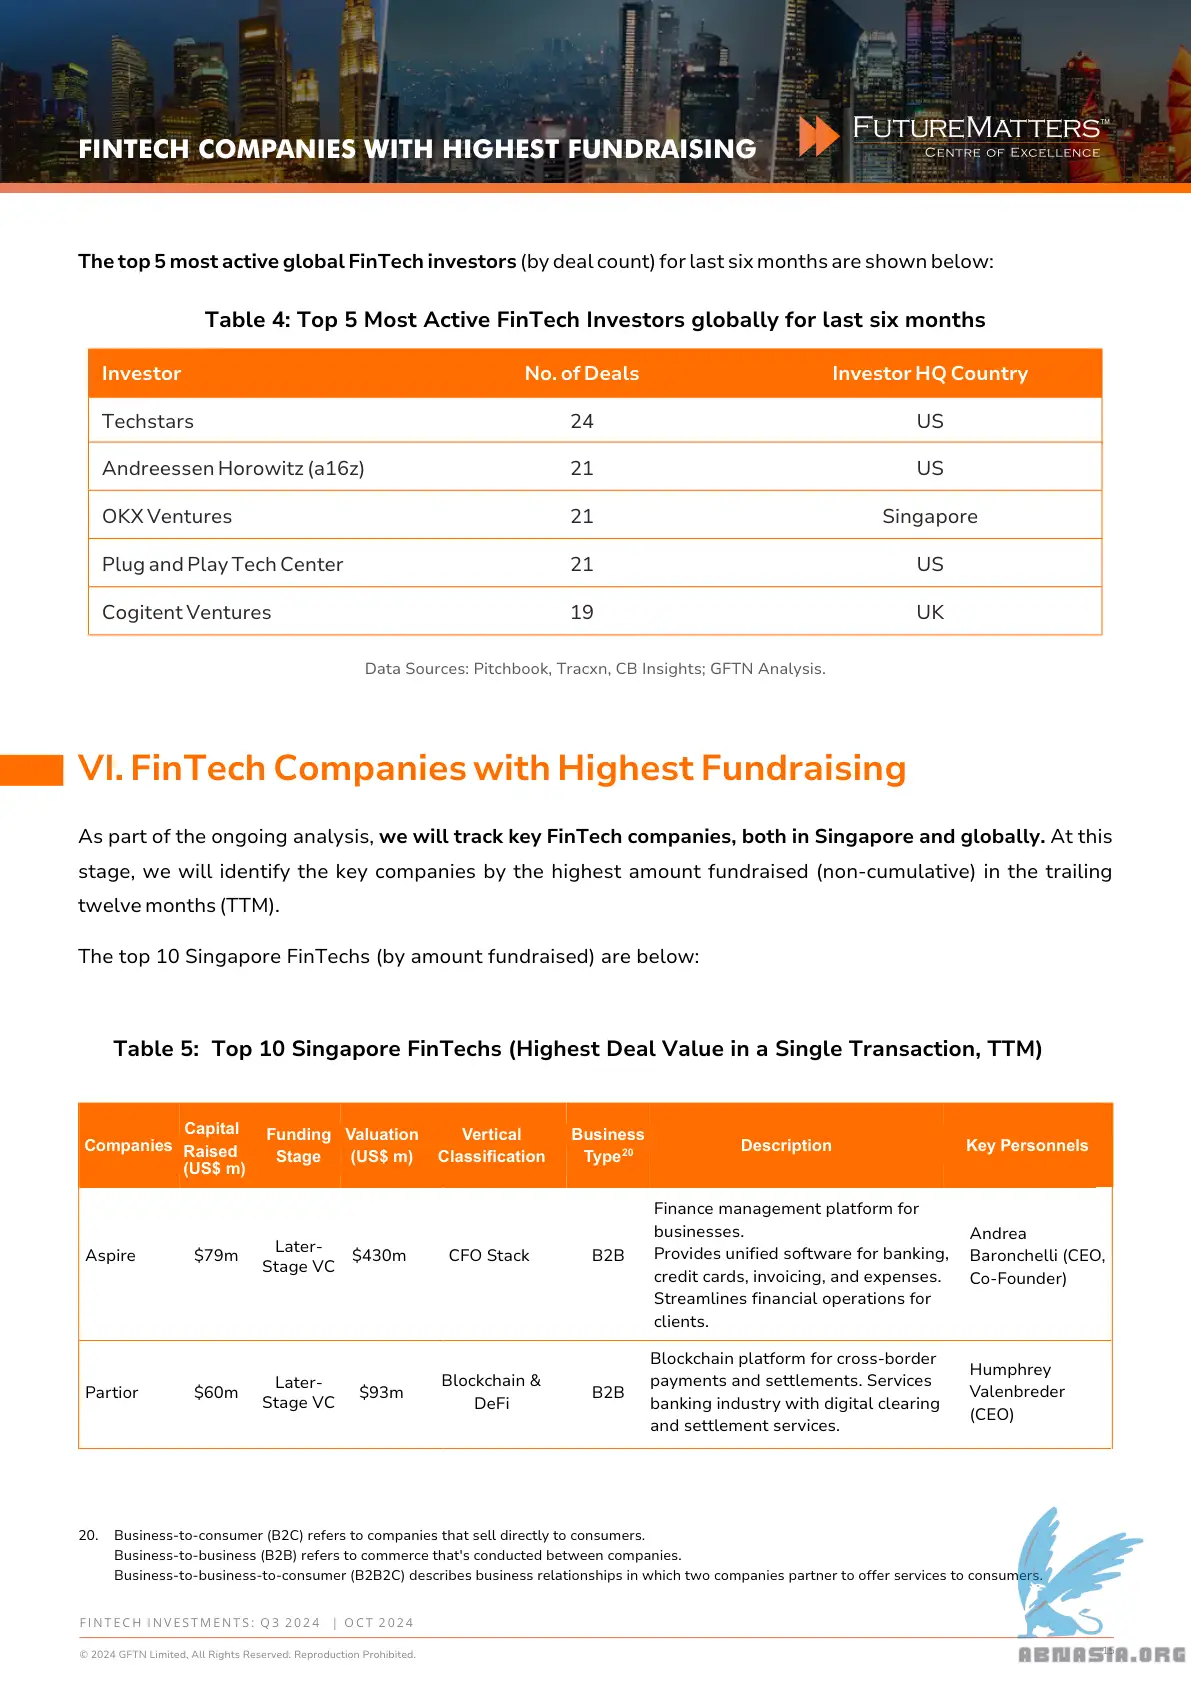 FINTECH COMPANIES WITH HIGHEST FUNDRAISING
FUTUREMATTERS™
CENTRE OF EXCELLENCE
The top 5 most active global FinTech investors (by deal count) for last six months are shown below:
Table 4: Top 5 Most Active FinTech Investors globally for last six months
Investor No. of Deals Investor HQ Country
Techstars 24 US
Andreessen Horowitz (a16z) 21 US
OKX Ventures 21 Singapore
Plug and Play Tech Center 21 US
Cogitent Ventures 19 UK
Data Sources: Pitchbook, Tracxn, CB Insights; GFTN Analysis.
VI. FinTech Companies with Highest Fundraising
As part of the ongoing analysis, we will track key FinTech companies, both in Singapore and globally. At this
stage, we will identify the key companies by the highest amount fundraised (non-cumulative) in the trailing
twelve months (TTM).
The top 10 Singapore FinTechs (by amount fundraised) are below:
Table 5: Top 10 Singapore FinTechs (Highest Deal Value in a Single Transaction, TTM)
Companies
Capital
Raised
(US$ m)
Funding
Stage
Valuation
(US$ m)
Vertical
Classification
Business
Type20
Description
Key Personnels
Aspire
$79m
Later-
Stage VC
$430m
CFO Stack
B2B
Finance management platform for
businesses.
Provides unified software for banking,
credit cards, invoicing, and expenses.
Streamlines financial operations for
clients.
Andrea
Baronchelli (CEO,
Co-Founder)
Partior
$60m
Later-
Stage VC
$93m
Blockchain &
DeFi
B2B
Blockchain platform for cross-border
payments and settlements. Services
banking industry with digital clearing
and settlement services.
Humphrey
Valenbreder
(CEO)
20. Business-to-consumer (B2C) refers to companies that sell directly to consumers.
Business-to-business (B2B) refers to commerce that's conducted between companies.
Business-to-business-to-consumer (B2B2C) describes business relationships in which two companies partner to offer services to consumers.
FINTECH INVESTMENTS: Q3 2024 | OCT 2024
© 2024 GFTN Limited, All Rights Reserved. Reproduction Prohibited.
15
ABNASIA.ORG